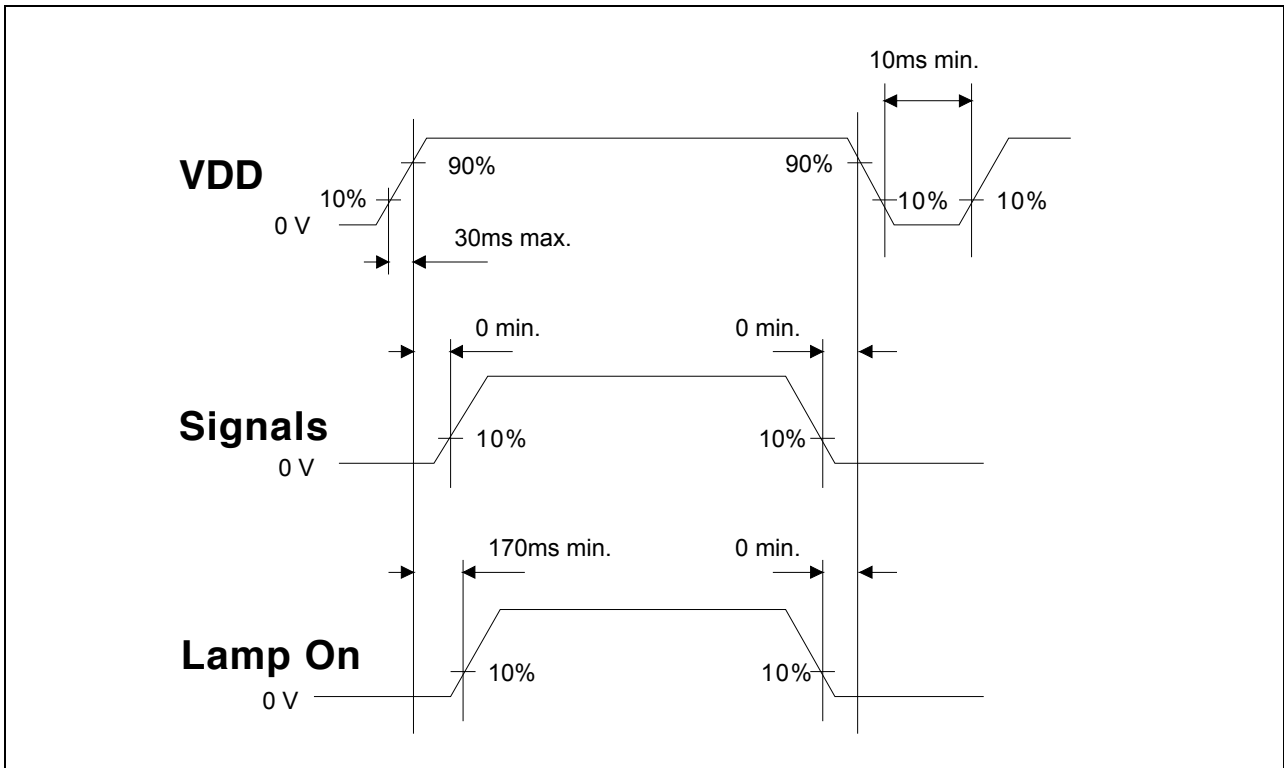 10ms min.
VDD
90%
90%
10%
10%
10%
0 V
30ms max.
0 min.
0 min.
Signals
10%
10%
0 V
170ms min.
0 min.
Lamp On
10%
10%
0 V